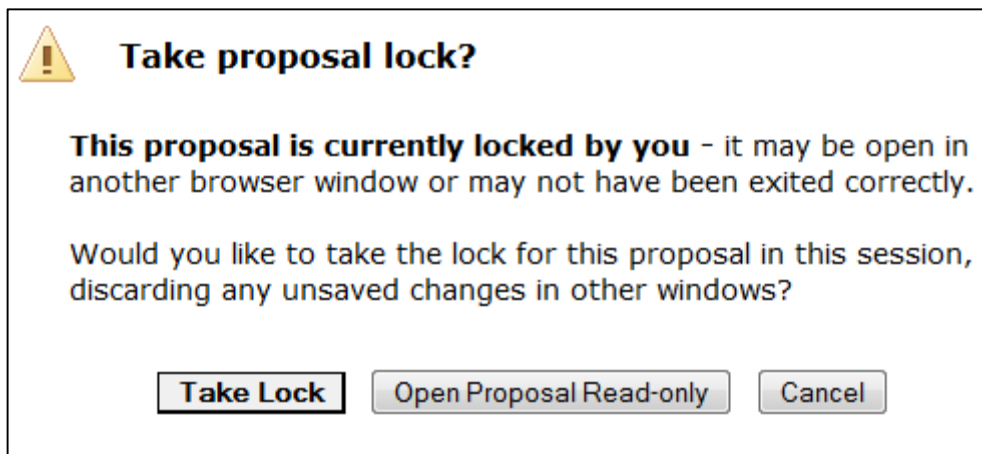 Take proposal lock?
This proposal is currently locked by you - it may be open in
another browser window or may not have been exited correctly.
Would you like to take the lock for this proposal in this session,
discarding any unsaved changes in other windows?
Take Lock Open Proposal Read-only Cancel